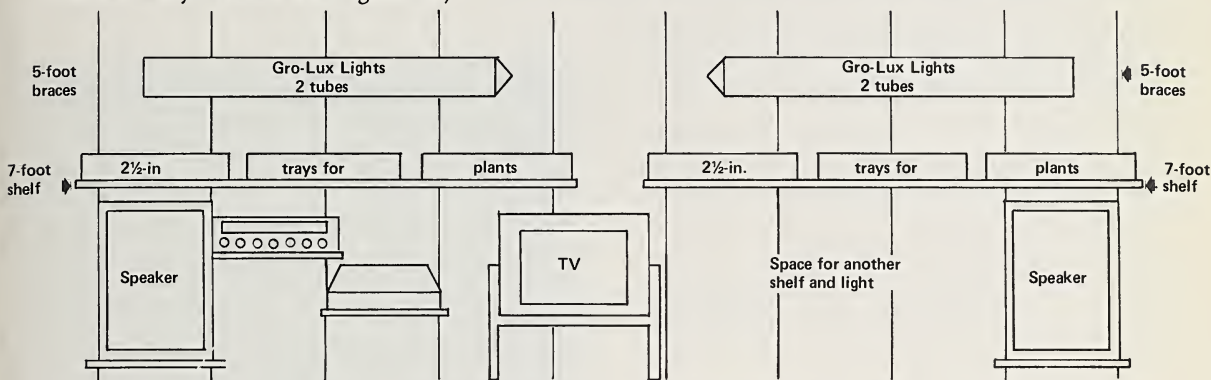 5-foot
braces
Gro-Lux Lights
2 tubes
Gro-Lux Lights
2 tubes
5-foot
braces
7-foot
shelf
2½-in
trays for
plants
2½-in.
trays for
plants
7-foot
shelf
Speaker
TV
Space for another
shelf and light
Speaker